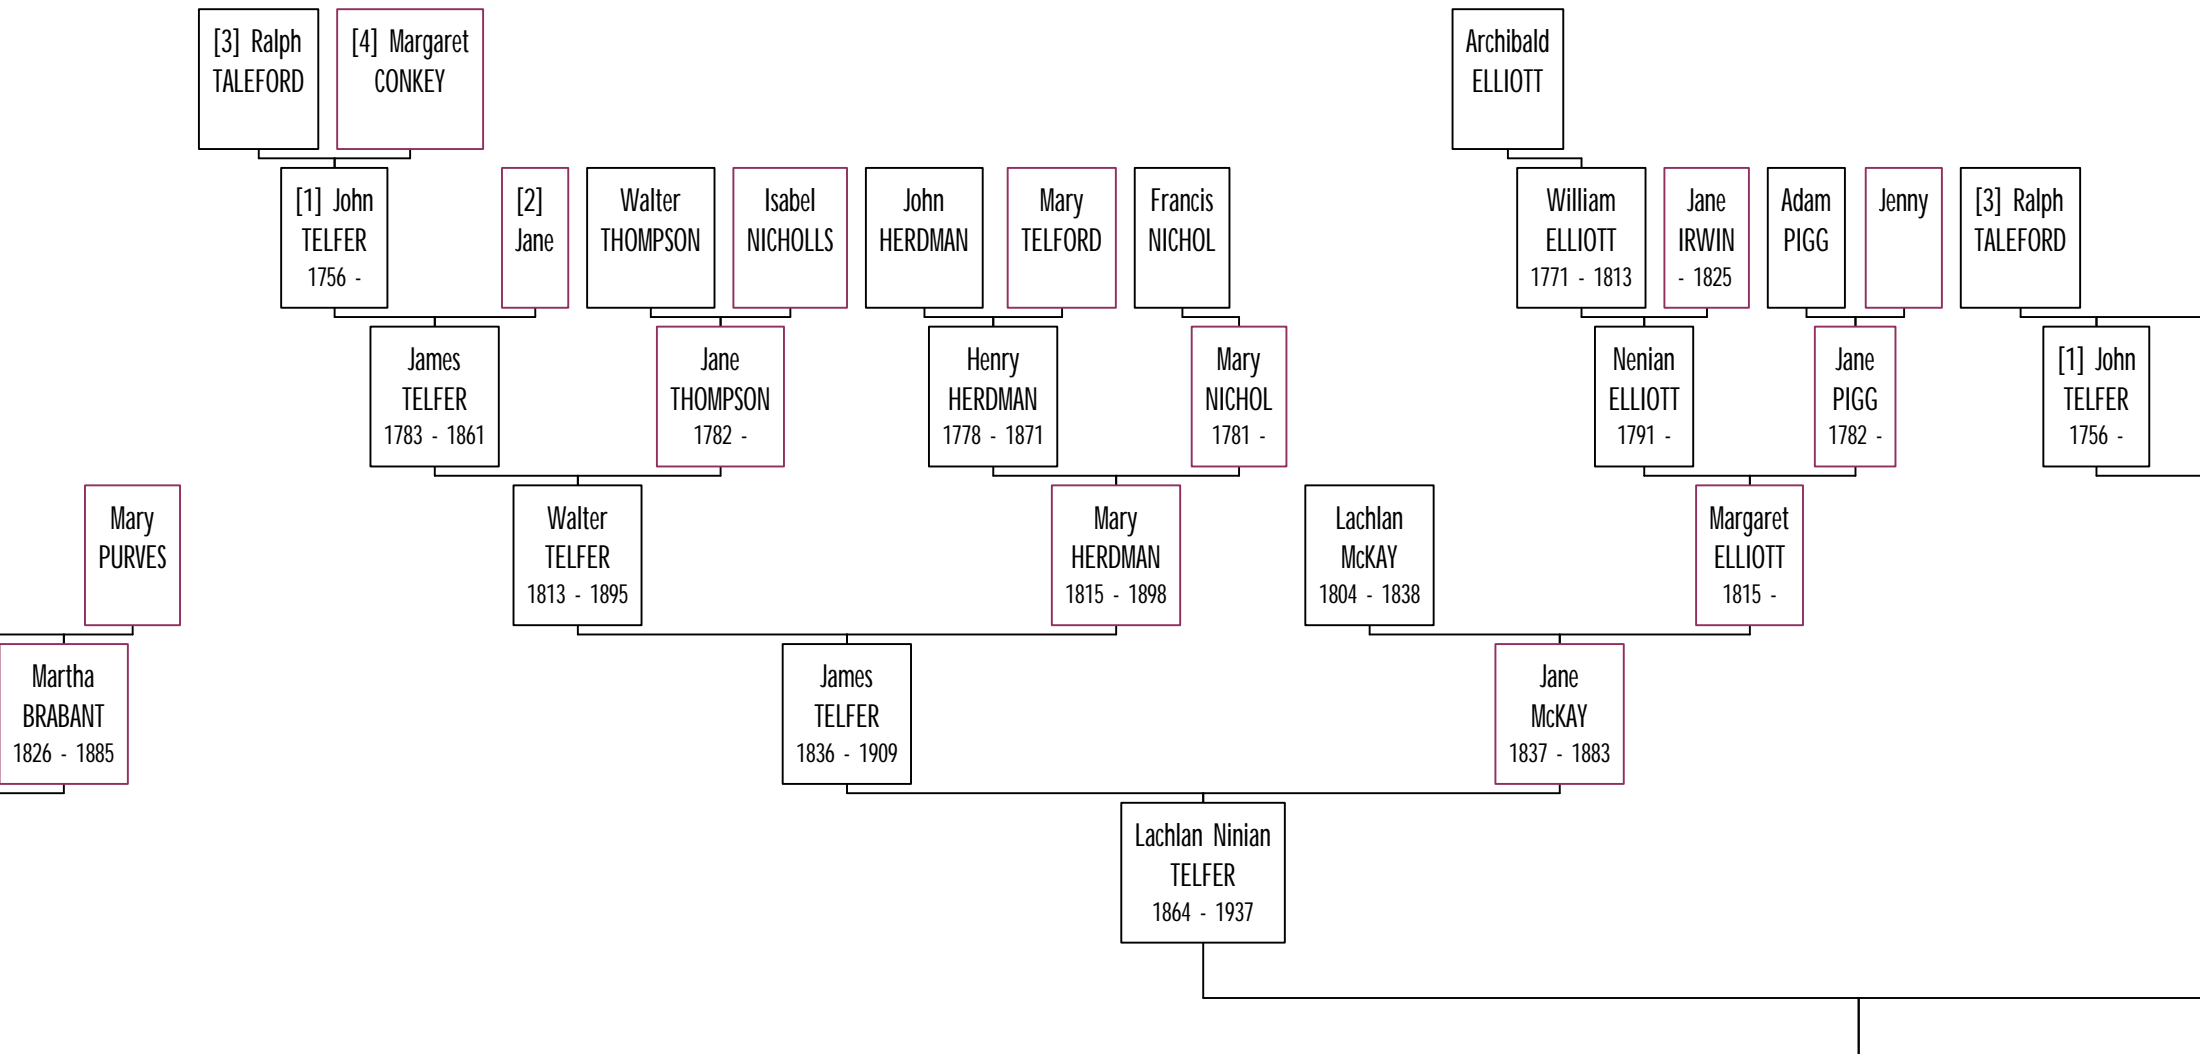 [3] Ralph
TALEFORD
[4] Margaret
CONKEY
Archibald
ELLIOTT
[1] John
TELFER
1756 -
[2]
Jane
Walter
THOMPSON
Isabel
NICHOLLS
John
HERDMAN
Mary
TELFORD
Francis
NICHOL
William
ELLIOTT
1771 - 1813
Jane
IRWIN
- 1825
Adam
PIGG
Jenny
[3] Ralph
TALEFORD
James
TELFER
1783 - 1861
Jane
THOMPSON
1782 -
Henry
HERDMAN
1778 - 1871
Mary
NICHOL
1781 -
Nenian
ELLIOTT
1791 -
Jane
PIGG
1782 -
[1] John
TELFER
1756 -
Mary
PURVES
Walter
TELFER
1813 - 1895
Mary
HERDMAN
1815 - 1898
Lachlan
McKAY
1804 - 1838
Margaret
ELLIOTT
1815 -
Martha
BRABANT
1826 - 1885
James
TELFER
1836 - 1909
Jane
McKAY
1837 - 1883
Lachlan Ninian
TELFER
1864 - 1937